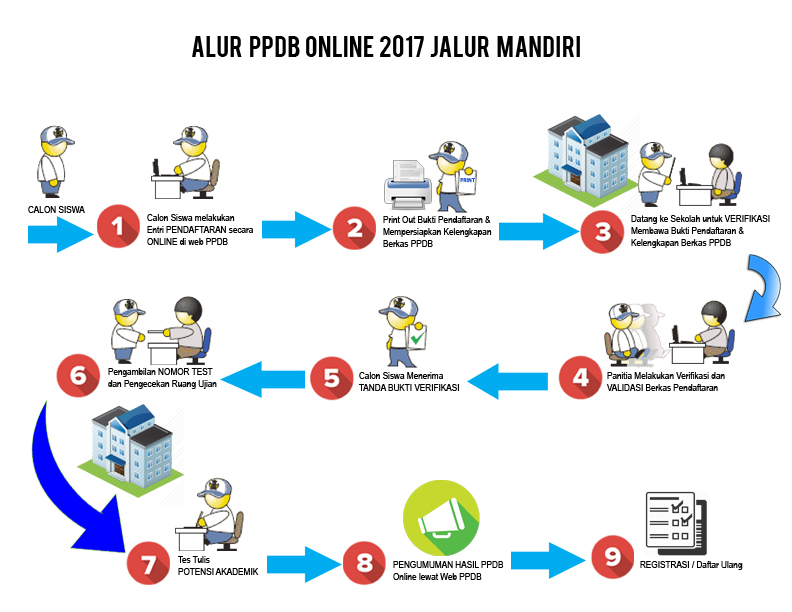 ALUR PPDB ONLINE 2017 JALUR MANDIRI
CALON SISWA
1
Calon Siswa melakukan
Entri PENDAFTARAN secara
ONLINE di web PPDB
PRINT
2
Print Out Bukti Pendaftaran &
Mempersiapkan Kelengkapan
Berkas PPDB
3
Datang ke Sekolah untuk VERIFIKASI
Membawa Bukti Pendaftaran &
Kelengkapan Berkas PPDB
4
Panitia Melakukan Verifikasi dan
VALIDASI Berkas Pendaftaran
5
Calon Siswa Menerima
TANDA BUKTI VERIFIKASI
6
Pengambilan NOMOR TEST
dan Pengecekan Ruang Ujian
7
Tes Tulis
POTENSI AKADEMIK
8
PENGUMUMAN HASIL PPDB
Online lewat Web PPDB
9
REGISTRASI / Daftar Ulang